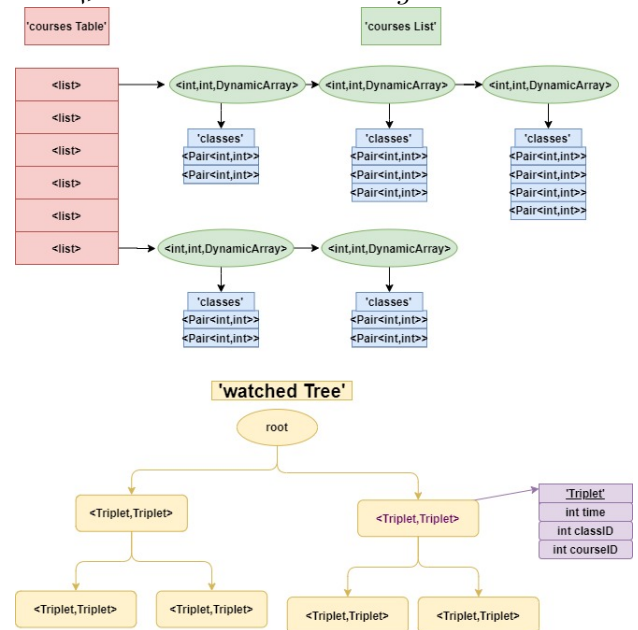 'courses Table'
'courses List'
<list>
<int,int,DynamicArray>
<int,int,DynamicArray>
<int,int,DynamicArray>
<list>
<list>
<list>
<list>
<list>
'classes'
<Pair<int,int>>
<Pair<int,int>>
'classes'
<Pair<int,int>>
<Pair<int,int>>
<Pair<int,int>>
'classes'
<Pair<int,int>>
<Pair<int,int>>
<Pair<int,int>>
<Pair<int,int>>
<int,int,DynamicArray>
<int,int,DynamicArray>
'classes'
<Pair<int,int>>
<Pair<int,int>>
'classes'
<Pair<int,int>>
<Pair<int,int>>
'watched Tree'
root
<Triplet,Triplet>
<Triplet,Triplet>
'Triplet'
int time
int classID
int courseID
<Triplet,Triplet>
<Triplet,Triplet>
<Triplet,Triplet>
<Triplet,Triplet>